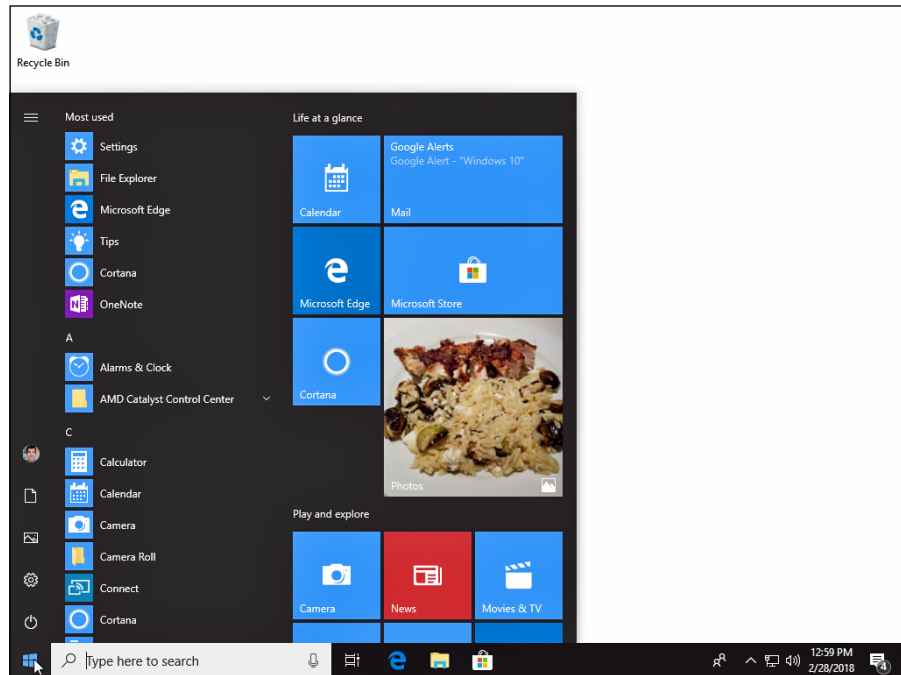 Recycle Bin
Most used
Settings
File Explorer
Microsoft Edge
Tips
Cortana
OneNote
A
Alarms & Clock
AMD Catalyst Control Center
C
Calculator
Calendar
Camera
Camera Roll
Connect
Cortana
Life at a glance
Calendar
Google Alerts
Google Alert - "Windows 10"
Mail
Microsoft Edge
Microsoft Store
Cortana
Photos
Play and explore
Camera
News
Movies & TV
Type here to search
12:59 PM
2/28/2018
4